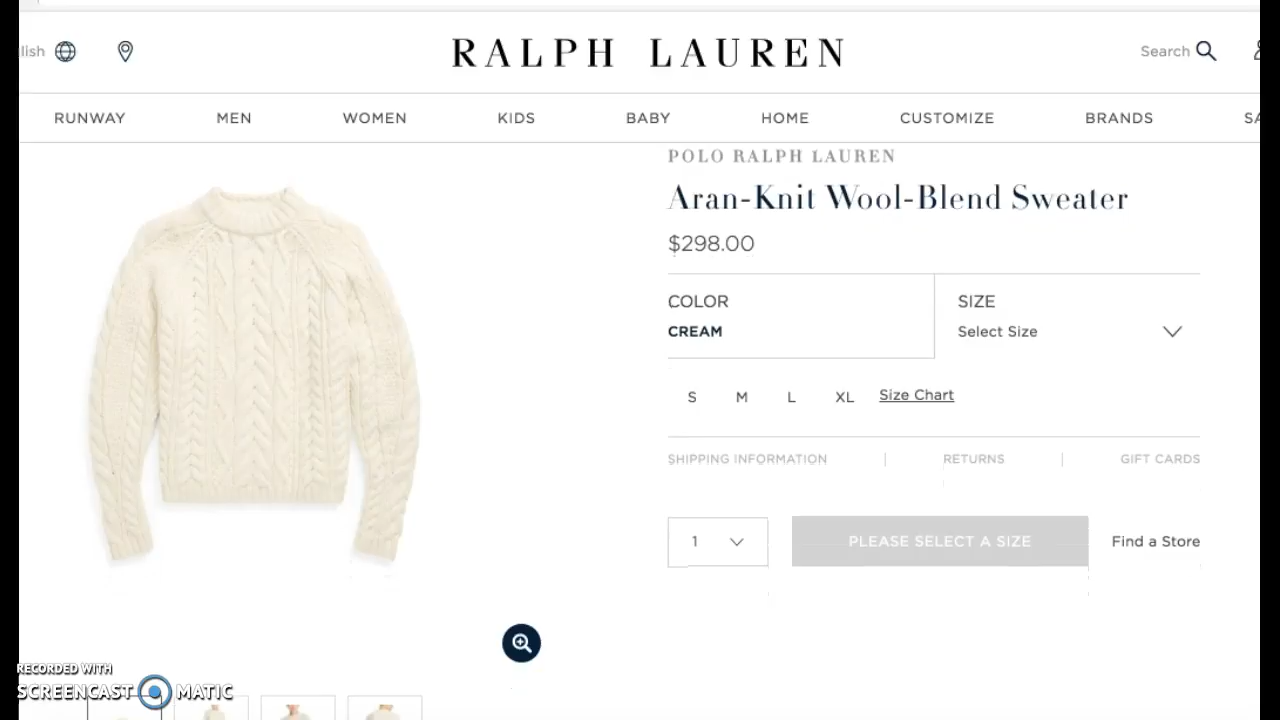 lish
RALPH LAUREN
Search
RUNWAY MEN WOMEN KIDS BABY HOME CUSTOMIZE BRANDS SA
POLO RALPH LAUREN
Aran-Knit Wool-Blend Sweater
$298.00
COLOR
CREAM
SIZE
Select Size
S M L XL Size Chart
SHIPPING INFORMATION | RETURNS | GIFT CARDS
1
PLEASE SELECT A SIZE
Find a Store
RECORDED WITH
SCREENCAST MATIC